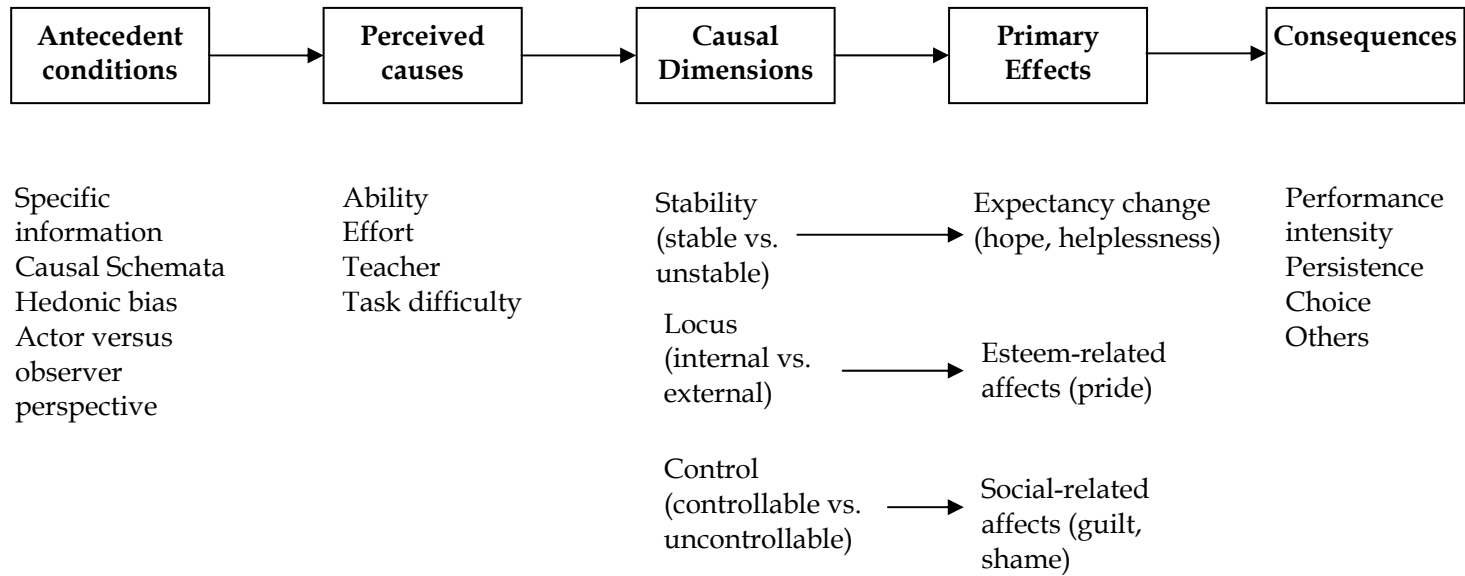 Antecedent
conditions
Perceived
causes
Causal
Dimensions
Primary
Effects
Consequences
Specific
information
Causal Schemata
Hedonic bias
Actor versus
observer
perspective
Ability
Effort
Teacher
Task difficulty
Stability
(stable vs.
unstable)
Expectancy change
(hope, helplessness)
Locus
(internal vs.
external)
Esteem-related
affects (pride)
Control
(controllable vs.
uncontrollable)
Social-related
affects (guilt,
shame)
Performance
intensity
Persistence
Choice
Others